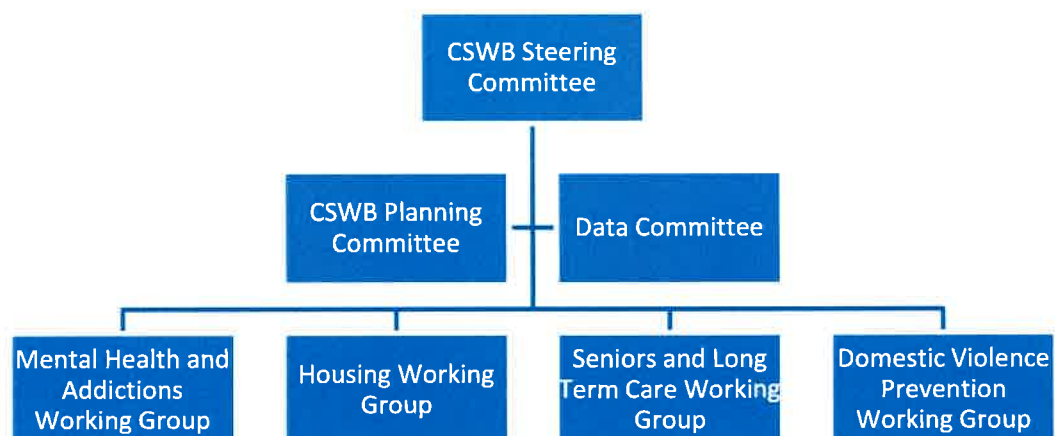 CSWB Steering
Committee
CSWB Planning
Committee
Data Committee
Mental Health and
Addictions
Working Group
Housing Working
Group
Seniors and Long
Term Care Working
Group
Domestic Violence
Prevention
Working Group